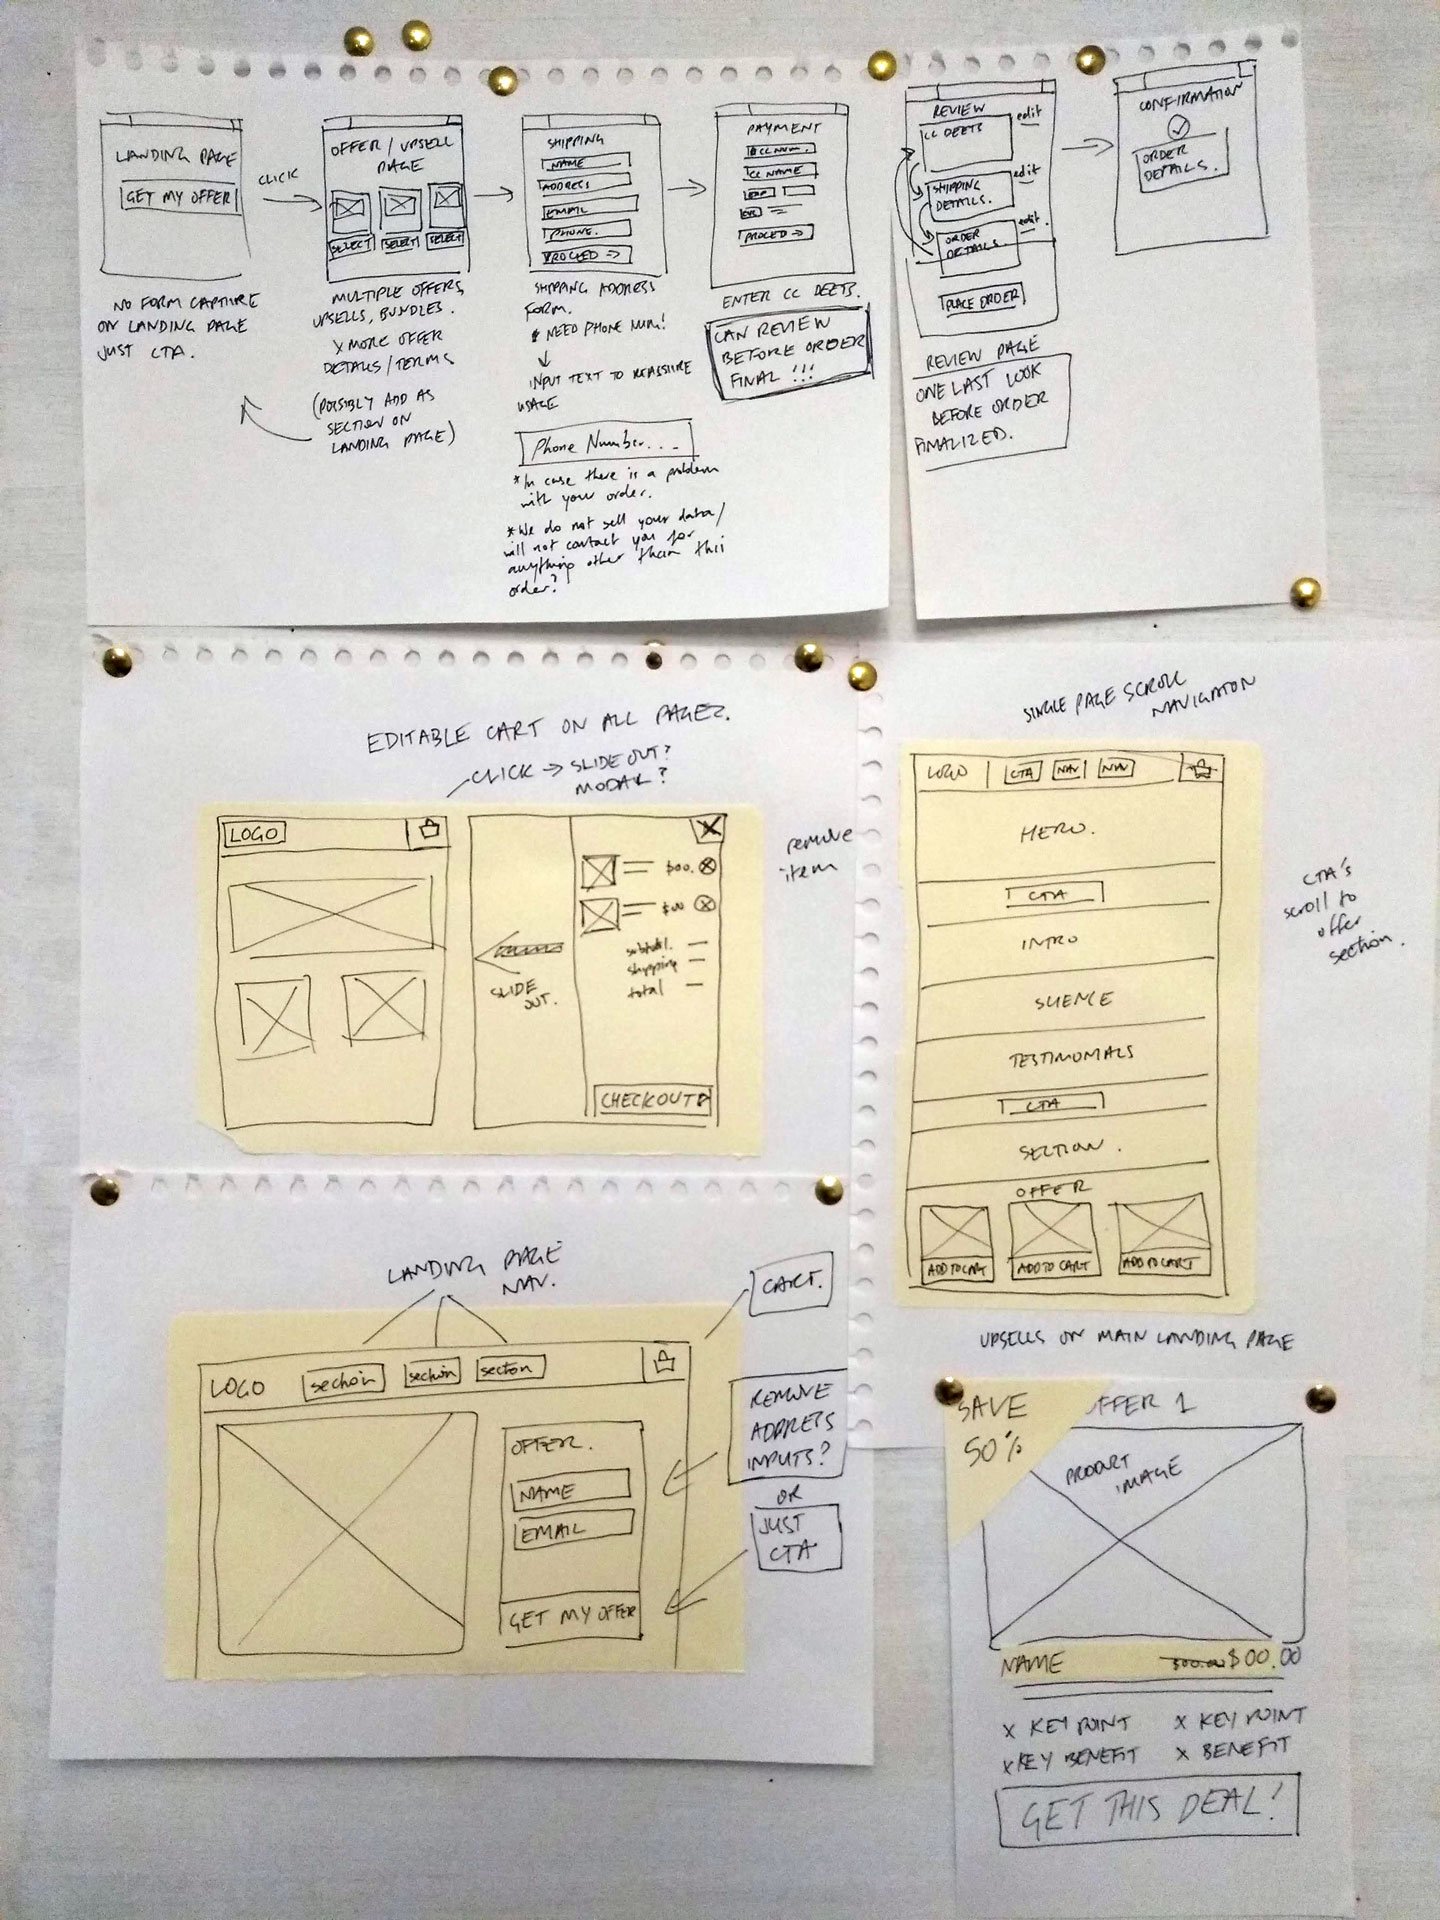 LANDING PAGE
GET MY OFFER
NO FORM CAPTURE
ON LANDING PAGE
JUST CTA.
CLICK
OFFER / UPSELL
PAGE
SELECT SELECT SELECT
MULTIPLE OFFERS,
UPSELLS, BUNDLES.
x MORE OFFER
DETAILS / TERMS
(POSSIBLY ADD AS
SECTION ON
LANDING PAGE)
SHIPPING
NAME
ADDRESS
EMAIL
PHONE.
PROCEED →
SHIPPING ADDRESS
FORM.
* NEED PHONE NUM!
INPUT TEXT TO REASSURE
USAGE
Phone Number. . . _
*In case there is a problem
with your order.
*We do not sell your data /
will not contact you for
anything other than this
order?
PAYMENT
CC NUM.
CC NAME
EXP
CVC
PROCEED →
ENTER CC DEETS.
CAN REVIEW
BEFORE ORDER
FINAL !!!
REVIEW
CC DEETS
edit
SHIPPING
DETAILS.
edit
ORDER
DETAILS.
edit.
PLACE ORDER
REVIEW PAGE
ONE LAST LOOK
BEFORE ORDER
FINALIZED.
CONFIRMATION
ORDER
DETAILS.
EDITABLE CART ON ALL PAGES.
CLICK → SLIDE OUT?
MODAL?
LOGO
SLIDE
OUT.
X
$00.
$00
subtotal.
shipping
total
CHECKOUT
remove
item
SINGLE PAGE SCROLL
NAVIGATION
LOGO CTA NAV NAV
HERO.
CTA
INTRO
SCIENCE
TESTIMONIALS
CTA
SECTION.
OFFER
ADD TO CART ADD TO CART ADD TO CART
CTA's
scroll to
offer
section.
UPSELLS ON MAIN LANDING PAGE
LANDING PAGE
NAV.
CART.
LOGO section section section
OFFER.
NAME
EMAIL
GET MY OFFER
REMOVE
ADDRESS
INPUTS?
OR
JUST
CTA
SAVE
50%
OFFER 1
PRODUCT
IMAGE
NAME $00.00 $00.00
x KEY POINT x KEY POINT
x KEY BENEFIT x BENEFIT
GET THIS DEAL!